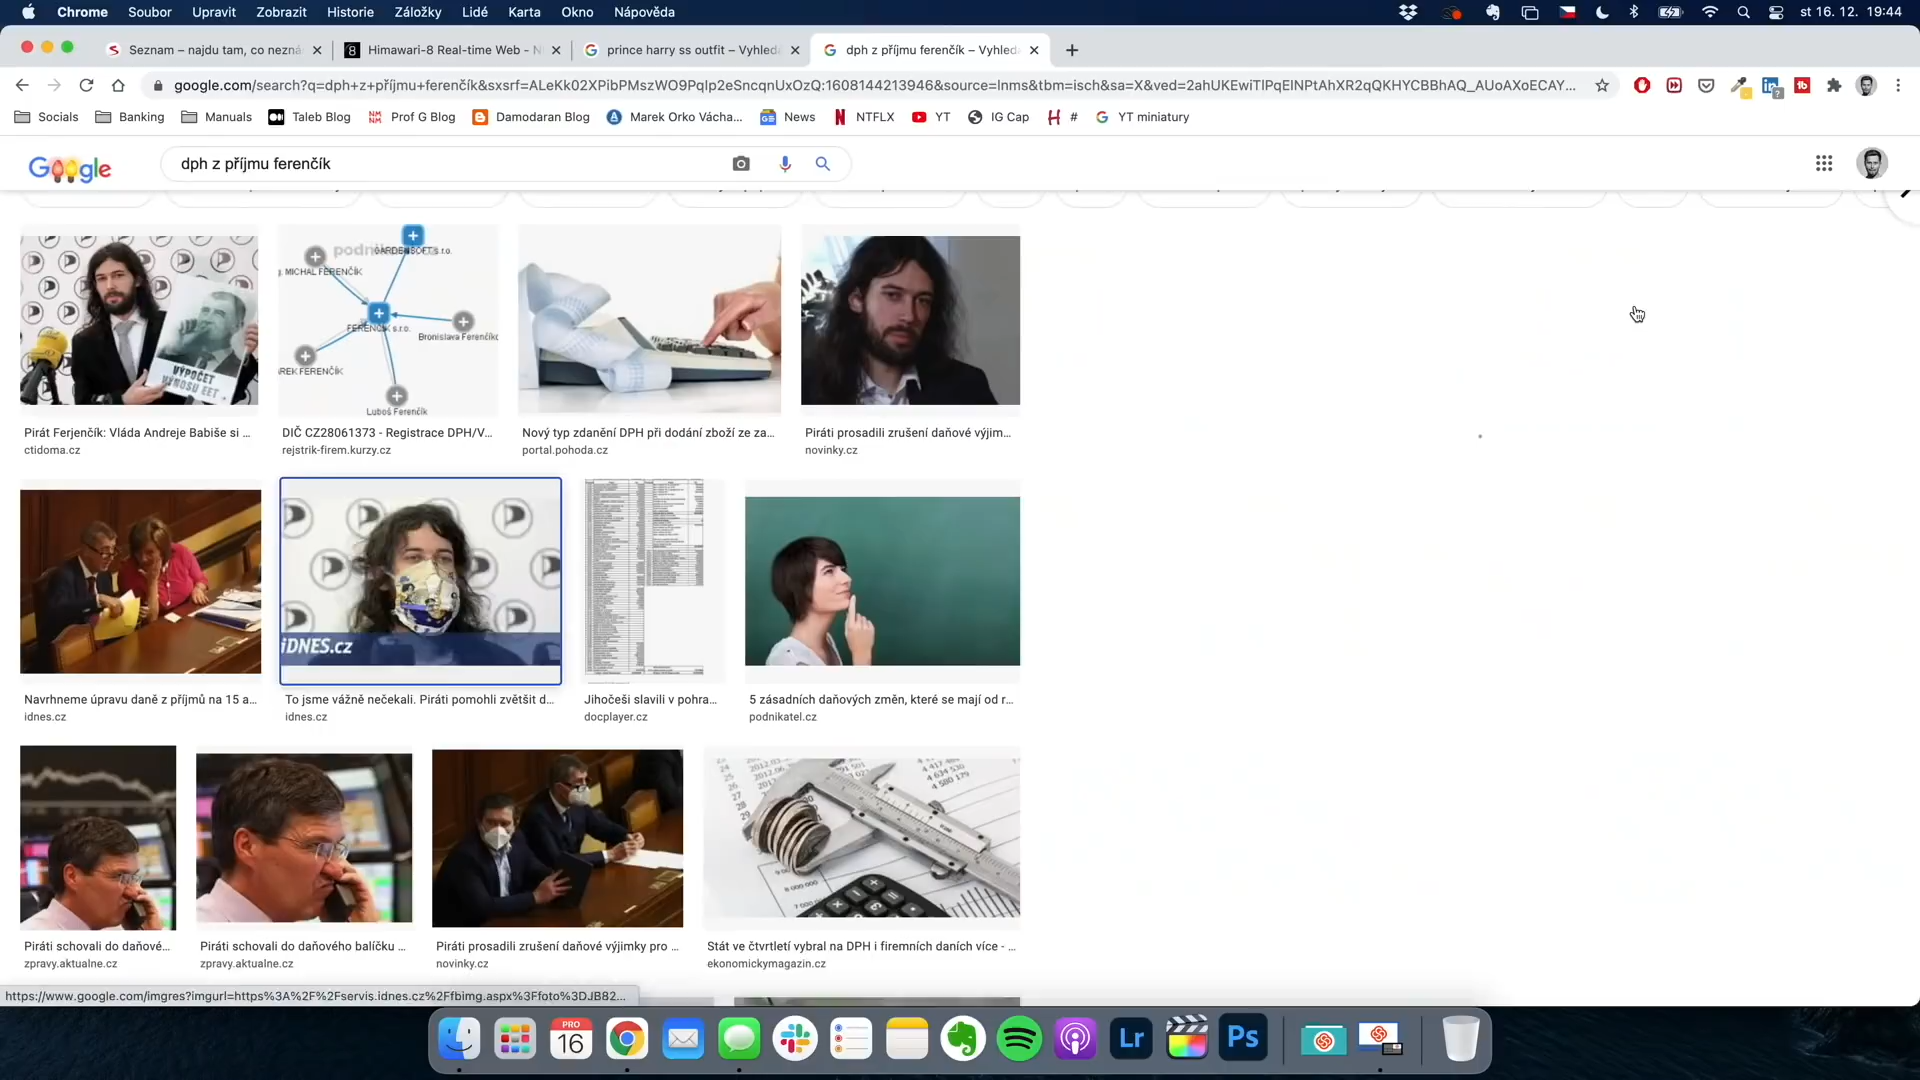 Chrome Soubor Upravit Zobrazit Historie Záložky Lidé Karta Okno Nápověda st 16. 12. 19:44
Seznam – najdu tam, co nezná
Himawari-8 Real-time Web - N
prince harry ss outfit – Vyhledá
dph z příjmu ferenčík – Vyhled
google.com/search?q=dph+z+příjmu+ferenčík&sxsrf=ALeKk02XPibPMszWO9PqIp2eSncqnUxOzQ:1608144213946&source=lnms&tbm=isch&sa=X&ved=2ahUKEwiTlPqElNPtAhXR2qQKHYCBBhAQ_AUoAXoECAY...
Socials Banking Manuals Taleb Blog Prof G Blog Damodaran Blog Marek Orko Vácha... News NTFLX YT IG Cap # YT miniatury
Google
dph z příjmu ferenčík
VÝPOČET
VÝNOSU EET
podnik
GARDENSOFT s.r.o.
MICHAL FERENČÍK
FERENČÍK s.r.o.
Bronislava Ferenčíkc
REK FERENČÍK
Luboš Ferenčík
Pirát Ferjenčík: Vláda Andreje Babiše si ...
ctidoma.cz
DIČ CZ28061373 - Registrace DPH/V...
rejstrik-firem.kurzy.cz
Nový typ zdanění DPH při dodání zboží ze za...
portal.pohoda.cz
Piráti prosadili zrušení daňové výjim...
novinky.cz
iDNES.cz
Navrhneme úpravu daně z příjmů na 15 a...
idnes.cz
To jsme vážně nečekali. Piráti pomohli zvětšit d...
idnes.cz
Jihočeši slavili v pohra...
docplayer.cz
5 zásadních daňových změn, které se mají od r...
podnikatel.cz
Piráti schovali do daňové...
zpravy.aktualne.cz
Piráti schovali do daňového balíčku ...
zpravy.aktualne.cz
Piráti prosadili zrušení daňové výjimky pro ...
novinky.cz
Stát ve čtvrtletí vybral na DPH i firemních daních více - ...
ekonomickymagazin.cz
https://www.google.com/imgres?imgurl=https%3A%2F%2Fservis.idnes.cz%2Ffbimg.aspx%3Ffoto%3DJB82...
PRO
16
Lr
Ps